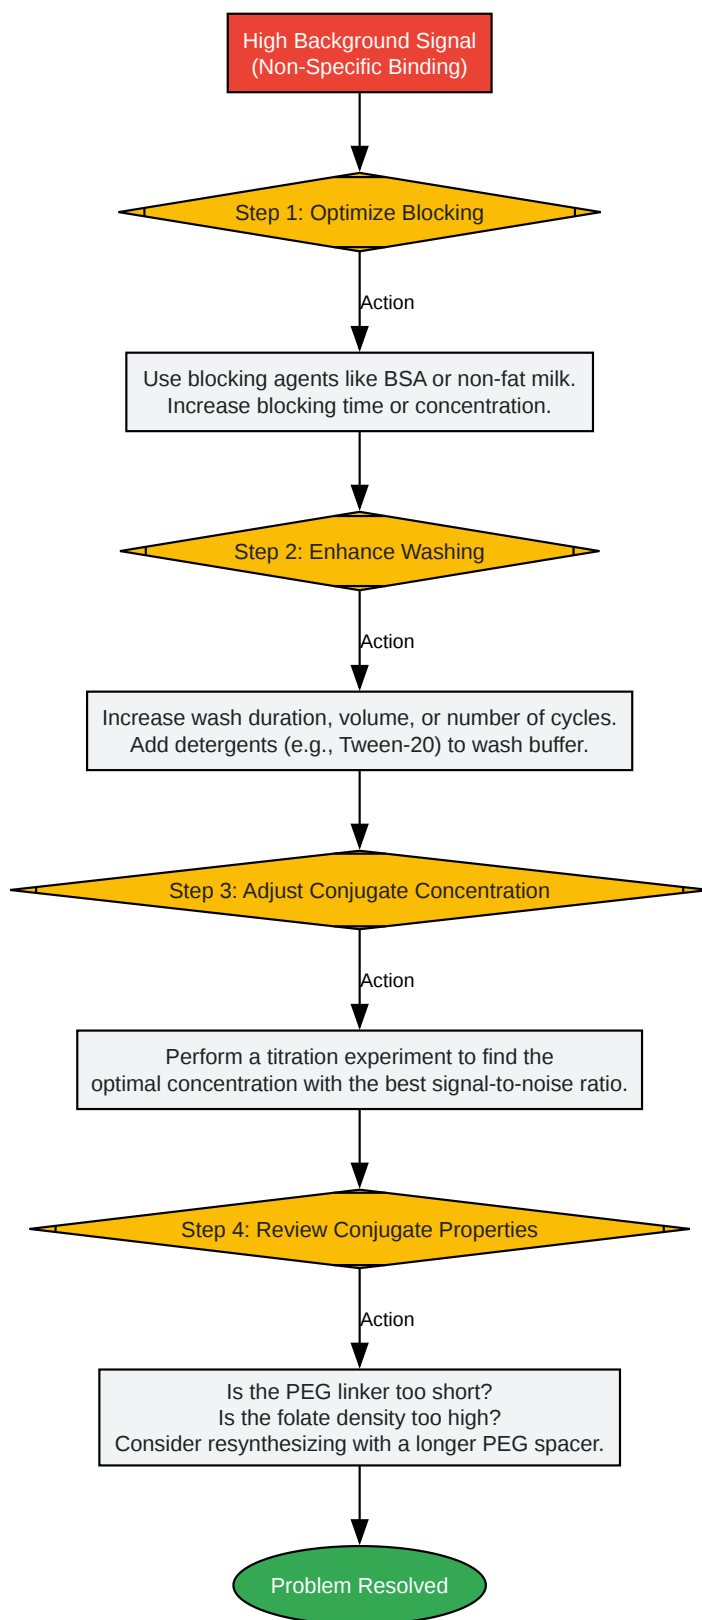 High Background Signal
(Non-Specific Binding)
Step 1: Optimize Blocking
Action
Use blocking agents like BSA or non-fat milk.
Increase blocking time or concentration.
Step 2: Enhance Washing
Action
Increase wash duration, volume, or number of cycles.
Add detergents (e.g., Tween-20) to wash buffer.
Step 3: Adjust Conjugate Concentration
Action
Perform a titration experiment to find the
optimal concentration with the best signal-to-noise ratio.
Step 4: Review Conjugate Properties
Action
Is the PEG linker too short?
Is the folate density too high?
Consider resynthesizing with a longer PEG spacer.
Problem Resolved